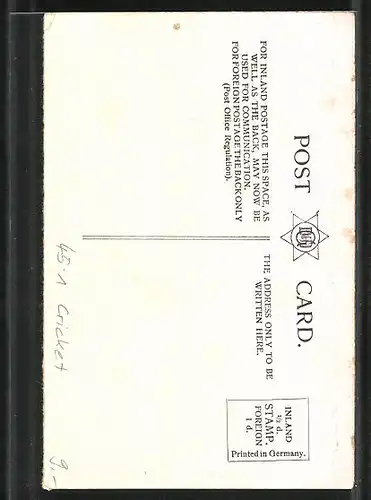 POST CARD.
FOR INLAND POSTAGE THIS SPACE, AS
WELL AS THE BACK, MAY NOW BE
USED FOR COMMUNICATION.
FOR FOREIGN POSTAGE THE BACK ONLY
(Post Office Regulation).
THE ADDRESS ONLY TO BE
WRITTEN HERE.
INLAND
½ d.
STAMP.
FOREIGN
1 d.
Printed in Germany.
45.1 Cricket
9,-